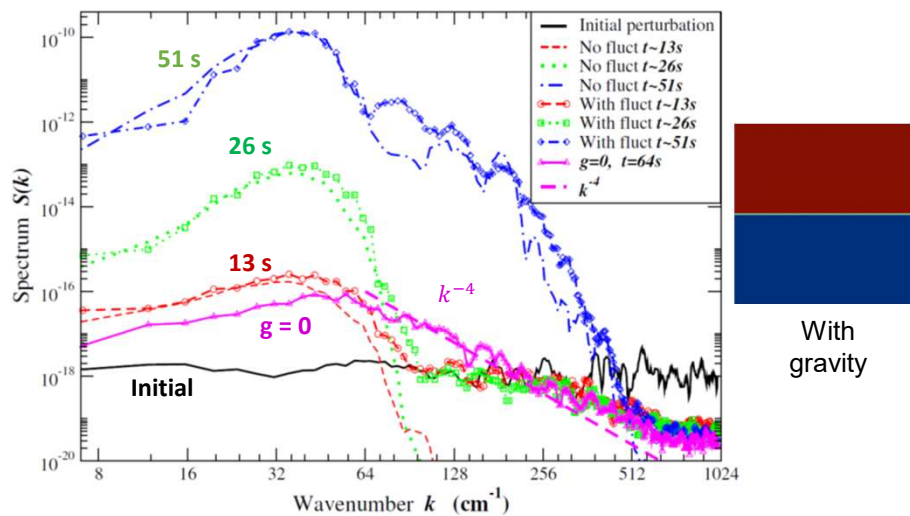 Spectrum S(k)
10^-10
10^-12
10^-14
10^-16
10^-18
10^-20
51 s
26 s
13 s
g = 0
Initial
k^-4
Initial perturbation
No fluct t~13s
No fluct t~26s
No fluct t~51s
With fluct t~13s
With fluct t~26s
With fluct t~51s
g=0, t=64s
k^-4
8 16 32 64 128 256 512 1024
Wavenumber k (cm^-1)
With
gravity